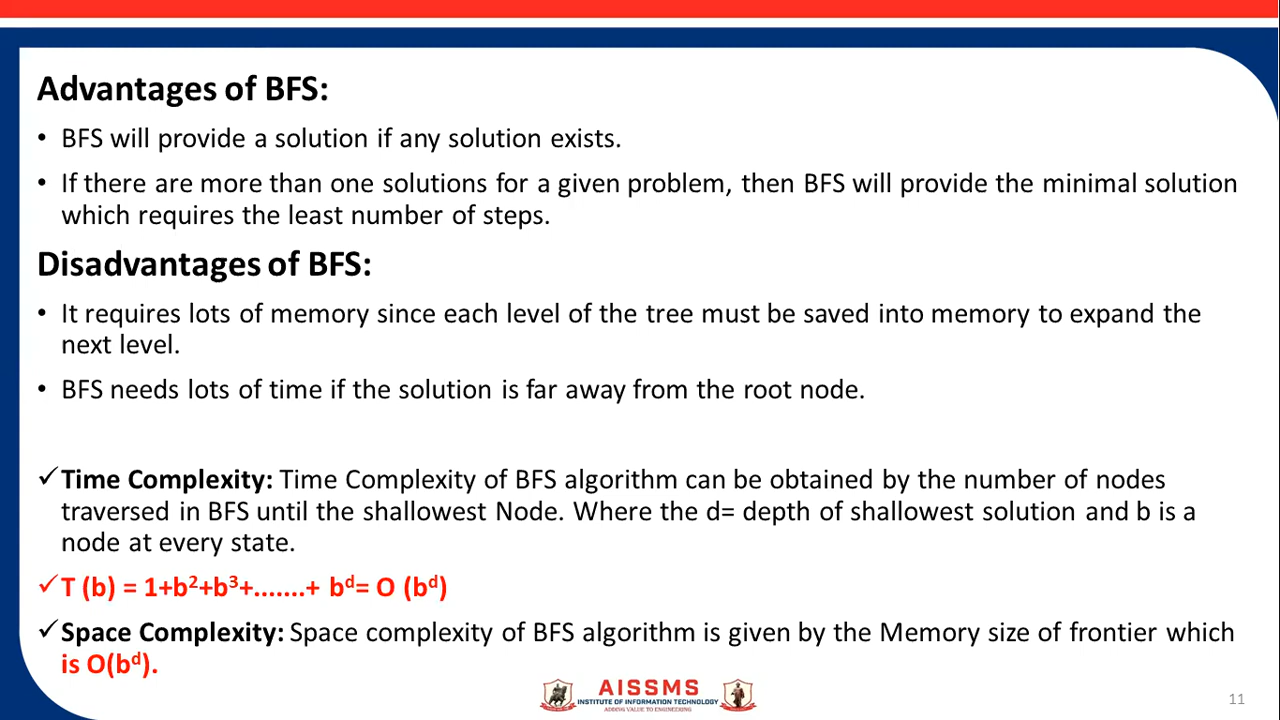 Advantages of BFS:
• BFS will provide a solution if any solution exists.
• If there are more than one solutions for a given problem, then BFS will provide the minimal solution
which requires the least number of steps.
Disadvantages of BFS:
• It requires lots of memory since each level of the tree must be saved into memory to expand the
next level.
• BFS needs lots of time if the solution is far away from the root node.
✓Time Complexity: Time Complexity of BFS algorithm can be obtained by the number of nodes
traversed in BFS until the shallowest Node. Where the d= depth of shallowest solution and b is a
node at every state.
✓T (b) = 1+b²+b³+.......+ bᵈ= O (bᵈ)
✓Space Complexity: Space complexity of BFS algorithm is given by the Memory size of frontier which
is O(bᵈ).
AISSMS
INSTITUTE OF INFORMATION TECHNOLOGY
ADDING VALUE TO ENGINEERING
11